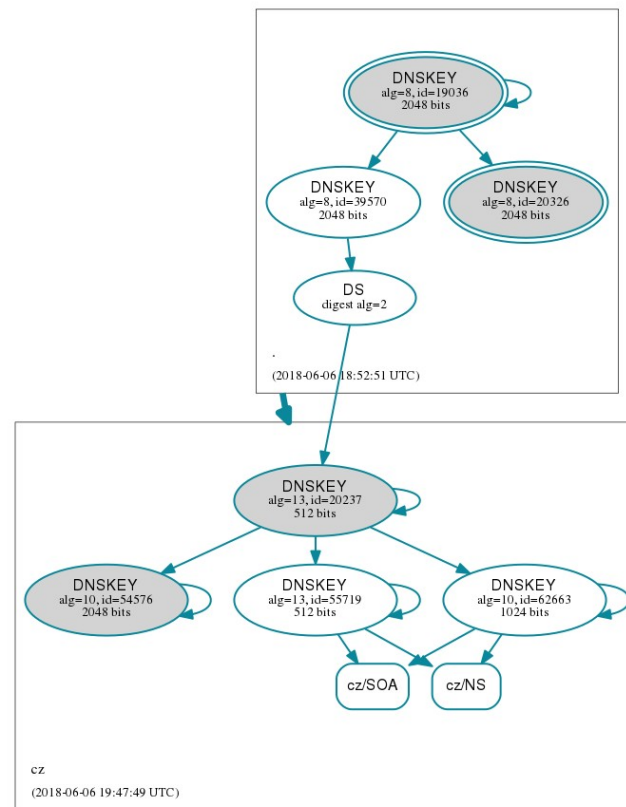 DNSKEY
alg=8, id=19036
2048 bits
DNSKEY
alg=8, id=39570
2048 bits
DNSKEY
alg=8, id=20326
2048 bits
DS
digest alg=2
.
(2018-06-06 18:52:51 UTC)
DNSKEY
alg=13, id=20237
512 bits
DNSKEY
alg=10, id=54576
2048 bits
DNSKEY
alg=13, id=55719
512 bits
DNSKEY
alg=10, id=62663
1024 bits
cz/SOA
cz/NS
cz
(2018-06-06 19:47:49 UTC)